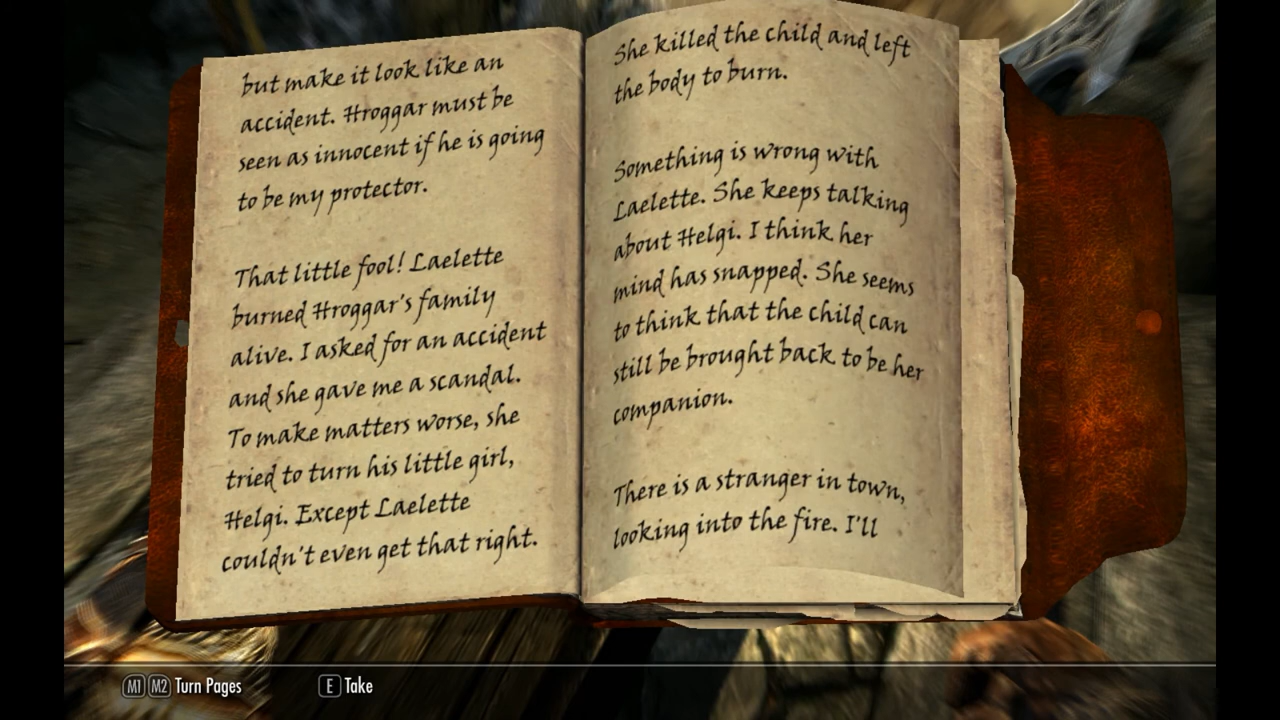 but make it look like an
accident. Hroggar must be
seen as innocent if he is going
to be my protector.
That little fool! Laelette
burned Hroggar's family
alive. I asked for an accident
and she gave me a scandal.
To make matters worse, she
tried to turn his little girl,
Helgi. Except Laelette
couldn't even get that right.
She killed the child and left
the body to burn.
Something is wrong with
Laelette. She keeps talking
about Helgi. I think her
mind has snapped. She seems
to think that the child can
still be brought back to be her
companion.
There is a stranger in town,
looking into the fire. I'll
M1 M2 Turn Pages E Take